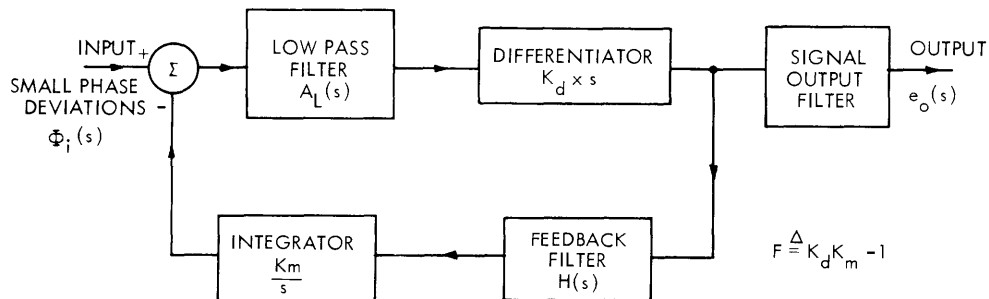 INPUT +
SMALL PHASE
DEVIATIONS -
Φi(s)
Σ
LOW PASS
FILTER
AL(s)
DIFFERENTIATOR
Kd × s
SIGNAL
OUTPUT
FILTER
OUTPUT
eo(s)
INTEGRATOR
Km
s
FEEDBACK
FILTER
H(s)
F ≜ KdKm -1